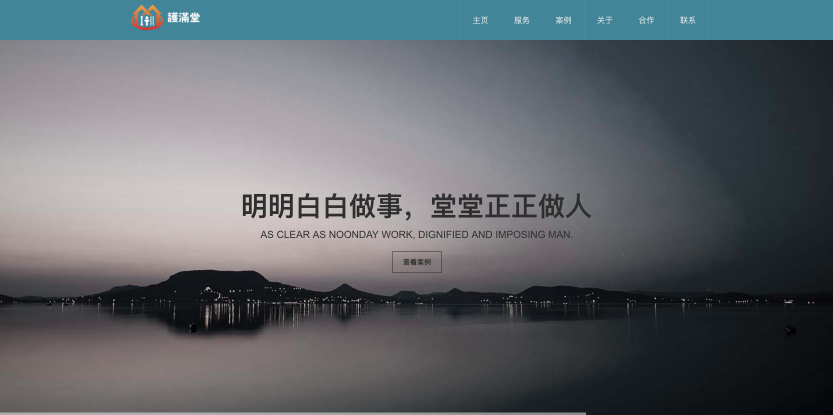 護滿堂
主页 服务 案例 关于 合作 联系
明明白白做事，堂堂正正做人
AS CLEAR AS NOONDAY WORK, DIGNIFIED AND IMPOSING MAN.
查看案例